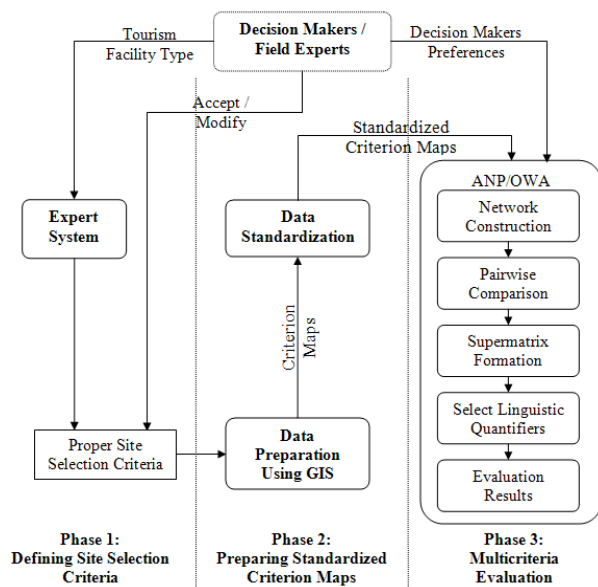 Tourism
Facility Type
Decision Makers /
Field Experts
Decision Makers
Preferences
Accept /
Modify
Standardized
Criterion Maps
Expert
System
Data
Standardization
Criterion
Maps
Proper Site
Selection Criteria
Data
Preparation
Using GIS
ANP/OWA
Network
Construction
Pairwise
Comparison
Supermatrix
Formation
Select Linguistic
Quantifiers
Evaluation
Results
Phase 1:
Defining Site Selection
Criteria
Phase 2:
Preparing Standardized
Criterion Maps
Phase 3:
Multicriteria
Evaluation